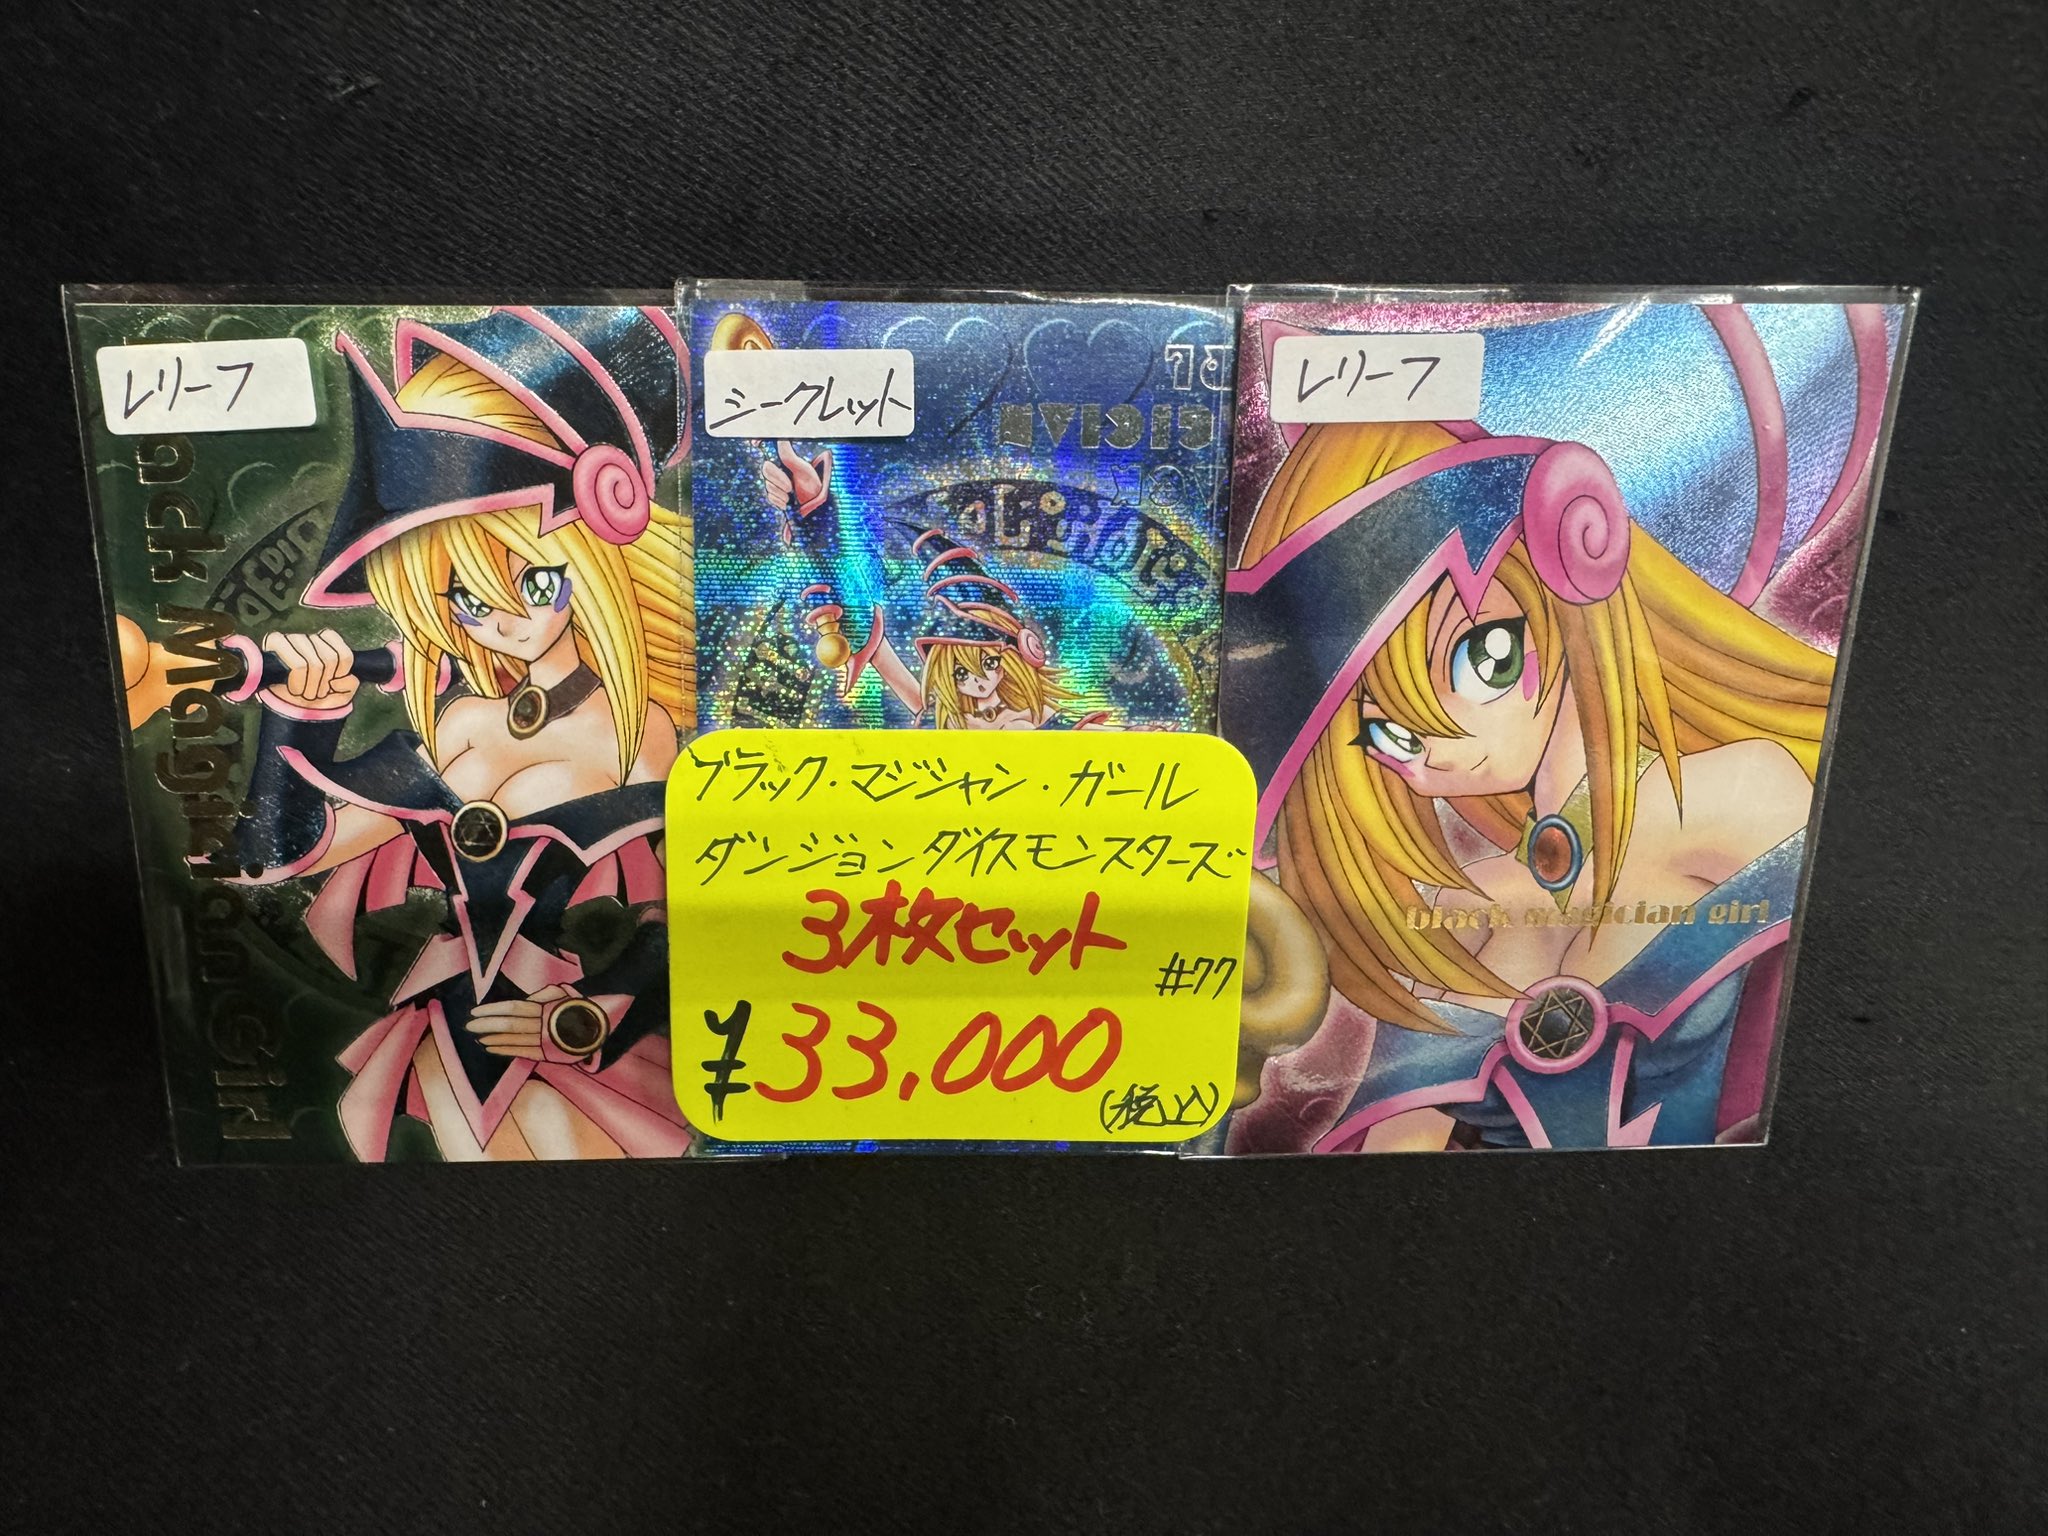 レリーフ
シークレット
レリーフ
Black Magician Girl
black magician girl
ブラック・マジシャン・ガール
ダンジョンダイスモンスターズ
3枚セット
#77
¥33,000
(税込)